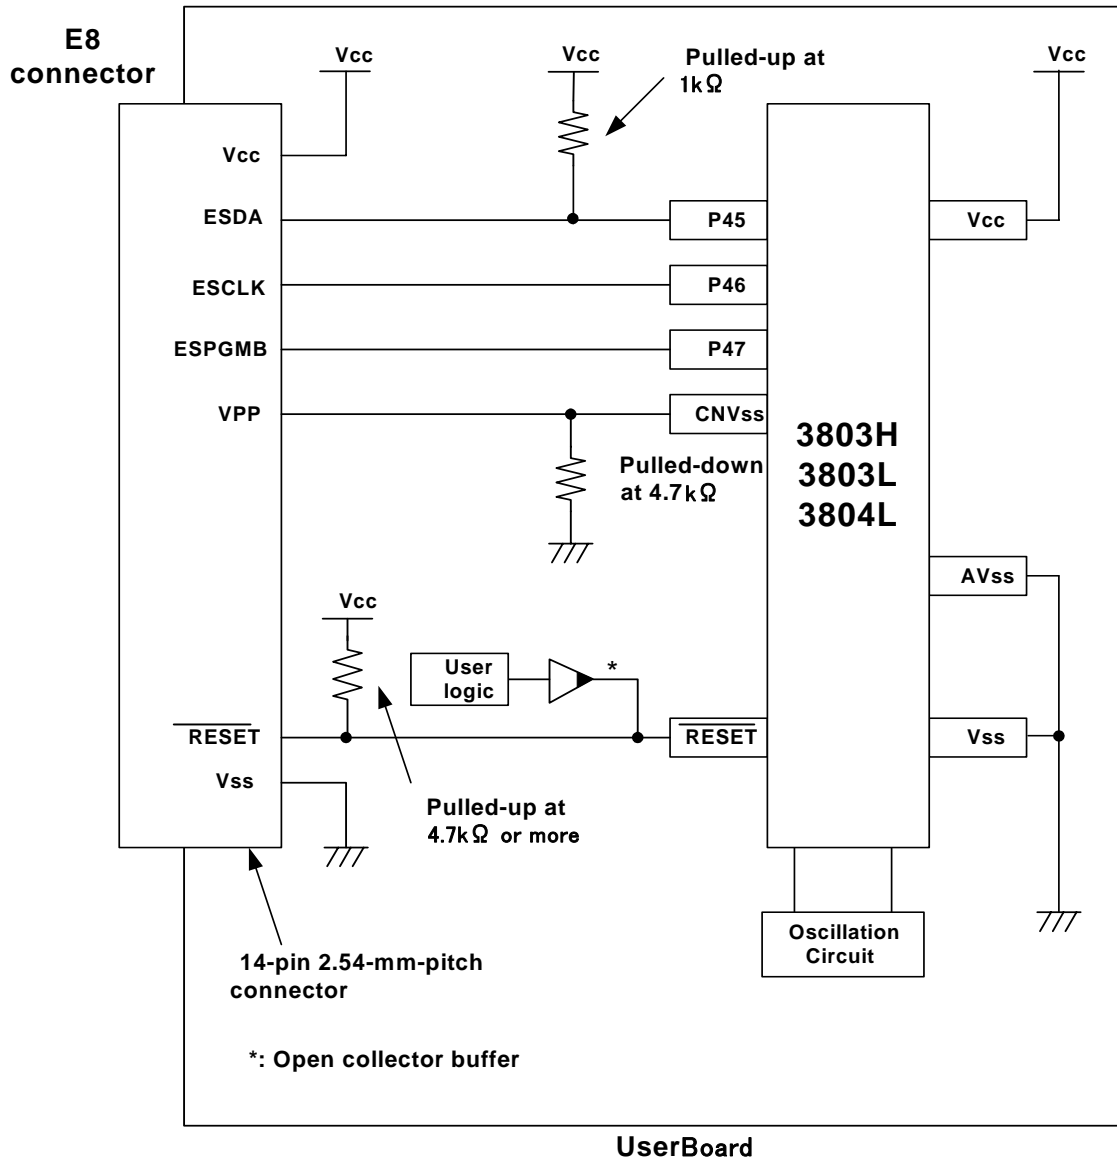 E8
connector
Vcc
Vcc
Pulled-up at
1kΩ
Vcc
Vcc
ESDA
P45
Vcc
ESCLK
P46
ESPGMB
P47
VPP
CNVss
3803H
3803L
3804L
Pulled-down
at 4.7kΩ
AVss
Vcc
User
logic
*
RESET
RESET
Vss
Vss
Pulled-up at
4.7kΩ or more
Oscillation
Circuit
14-pin 2.54-mm-pitch
connector
*: Open collector buffer
UserBoard